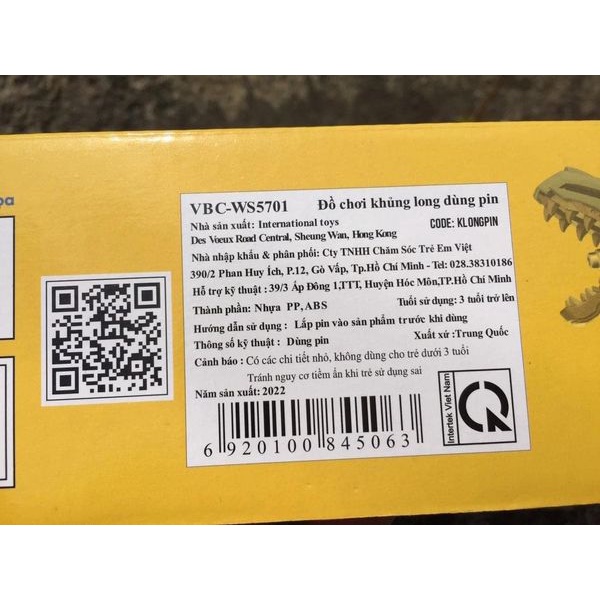 VBC-WS5701 Đồ chơi khủng long dùng pin
Nhà sản xuất: International toys CODE: KLONGPIN
Des Voeux Road Central, Sheung Wan, Hong Kong
Nhà nhập khẩu & phân phối: Cty TNHH Chăm Sóc Trẻ Em Việt
390/2 Phan Huy Ích, P.12, Gò Vấp, Tp.Hồ Chí Minh - Tel: 028.38310186
Hỗ trợ kỹ thuật : 39/3 Áp Đông 1,TTT, Huyện Hóc Môn,TP.Hồ Chí Minh
Thành phần: Nhựa PP,ABS Tuổi sử dụng: 3 tuổi trở lên
Hướng dẫn sử dụng : Lắp pin vào sản phẩm trước khi dùng
Thông số kỹ thuật : Dùng pin Xuất xứ :Trung Quốc
Cảnh báo : Có các chi tiết nhỏ, không dùng cho trẻ dưới 3 tuổi
Tránh nguy cơ tiềm ẩn khi trẻ sử dụng sai
Năm sản xuất: 2022
6 920100 845063
Intertek Viet Nam